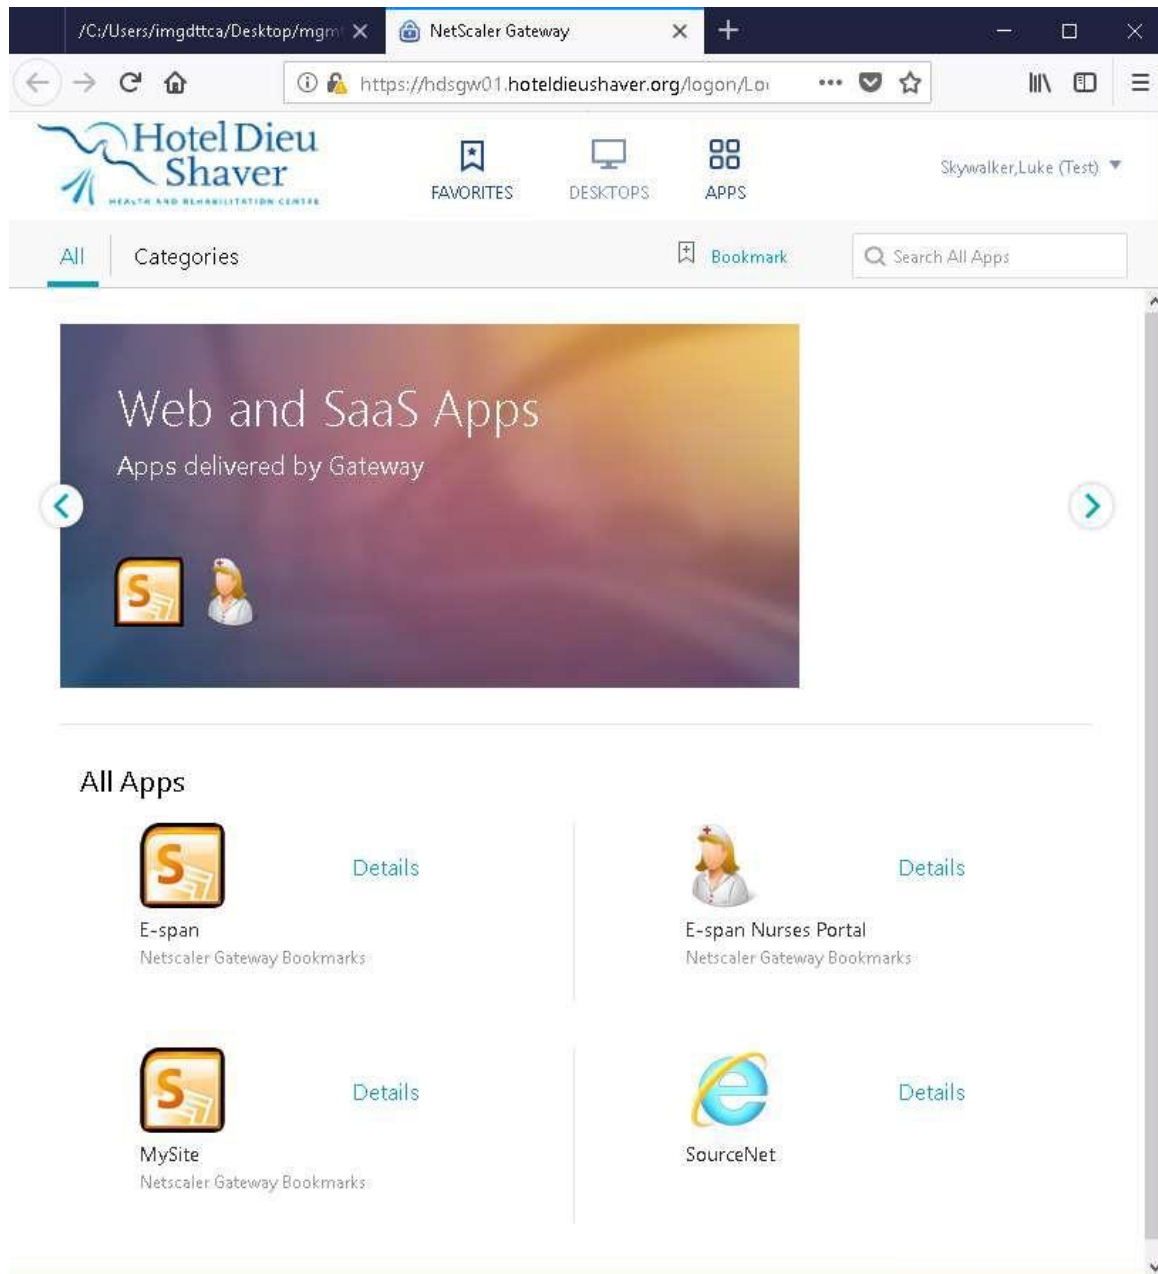 /C:/Users/imgdttca/Desktop/mgm
NetScaler Gateway
https://hdsgw01.hoteldieushaver.org/logon/Lo
Hotel Dieu
Shaver
HEALTH AND REHABILITATION CENTRE
FAVORITES
DESKTOPS
APPS
Skywalker,Luke (Test)
All
Categories
Bookmark
Search All Apps
Web and SaaS Apps
Apps delivered by Gateway
S
All Apps
S
Details
E-span
Netscaler Gateway Bookmarks
Details
E-span Nurses Portal
Netscaler Gateway Bookmarks
S
Details
MySite
Netscaler Gateway Bookmarks
Details
SourceNet